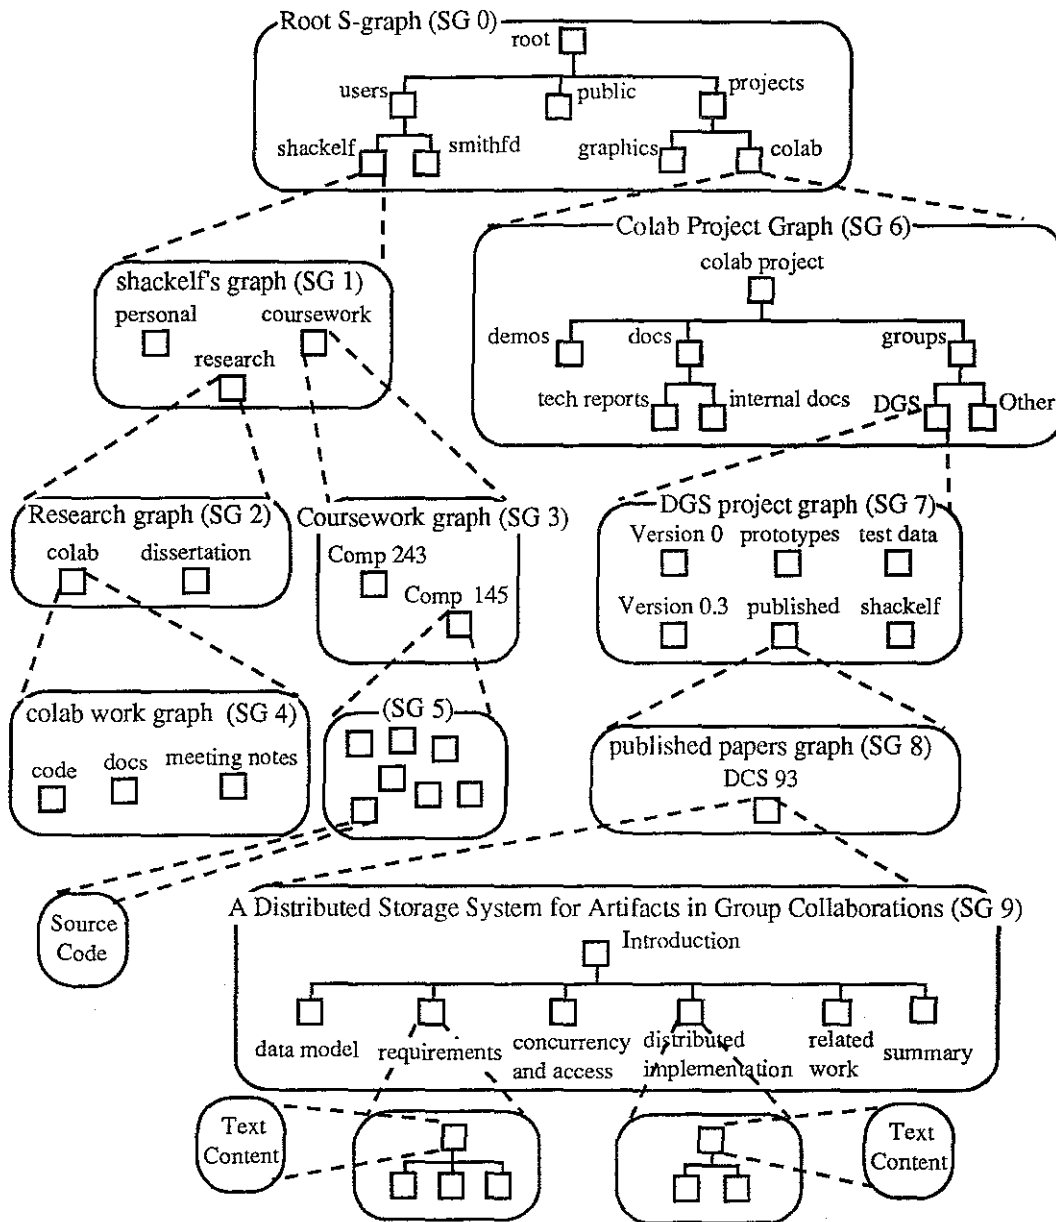 Root S-graph (SG 0)
root
users
public
projects
shackelf
smithfd
graphics
colab
Colab Project Graph (SG 6)
colab project
demos
docs
groups
tech reports
internal docs
DGS
Other
shackelf's graph (SG 1)
personal
coursework
research
Research graph (SG 2)
colab
dissertation
Coursework graph (SG 3)
Comp 243
Comp 145
DGS project graph (SG 7)
Version 0
prototypes
test data
Version 0.3
published
shackelf
colab work graph (SG 4)
code
docs
meeting notes
(SG 5)
published papers graph (SG 8)
DCS 93
Source
Code
A Distributed Storage System for Artifacts in Group Collaborations (SG 9)
Introduction
data model
requirements
concurrency
and access
distributed
implementation
related
work
summary
Text
Content
Text
Content